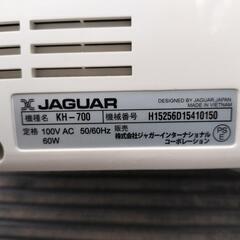 JAGUAR
DESIGNED BY JAGUAR JAPAN
MADE IN VIETNAM
機種名 KH-700 機械番号 H15256D15410150
定格 100V AC 50/60Hz 販売
60W 株式会社ジャガーインターナショナル
コーポレーション
PS
E